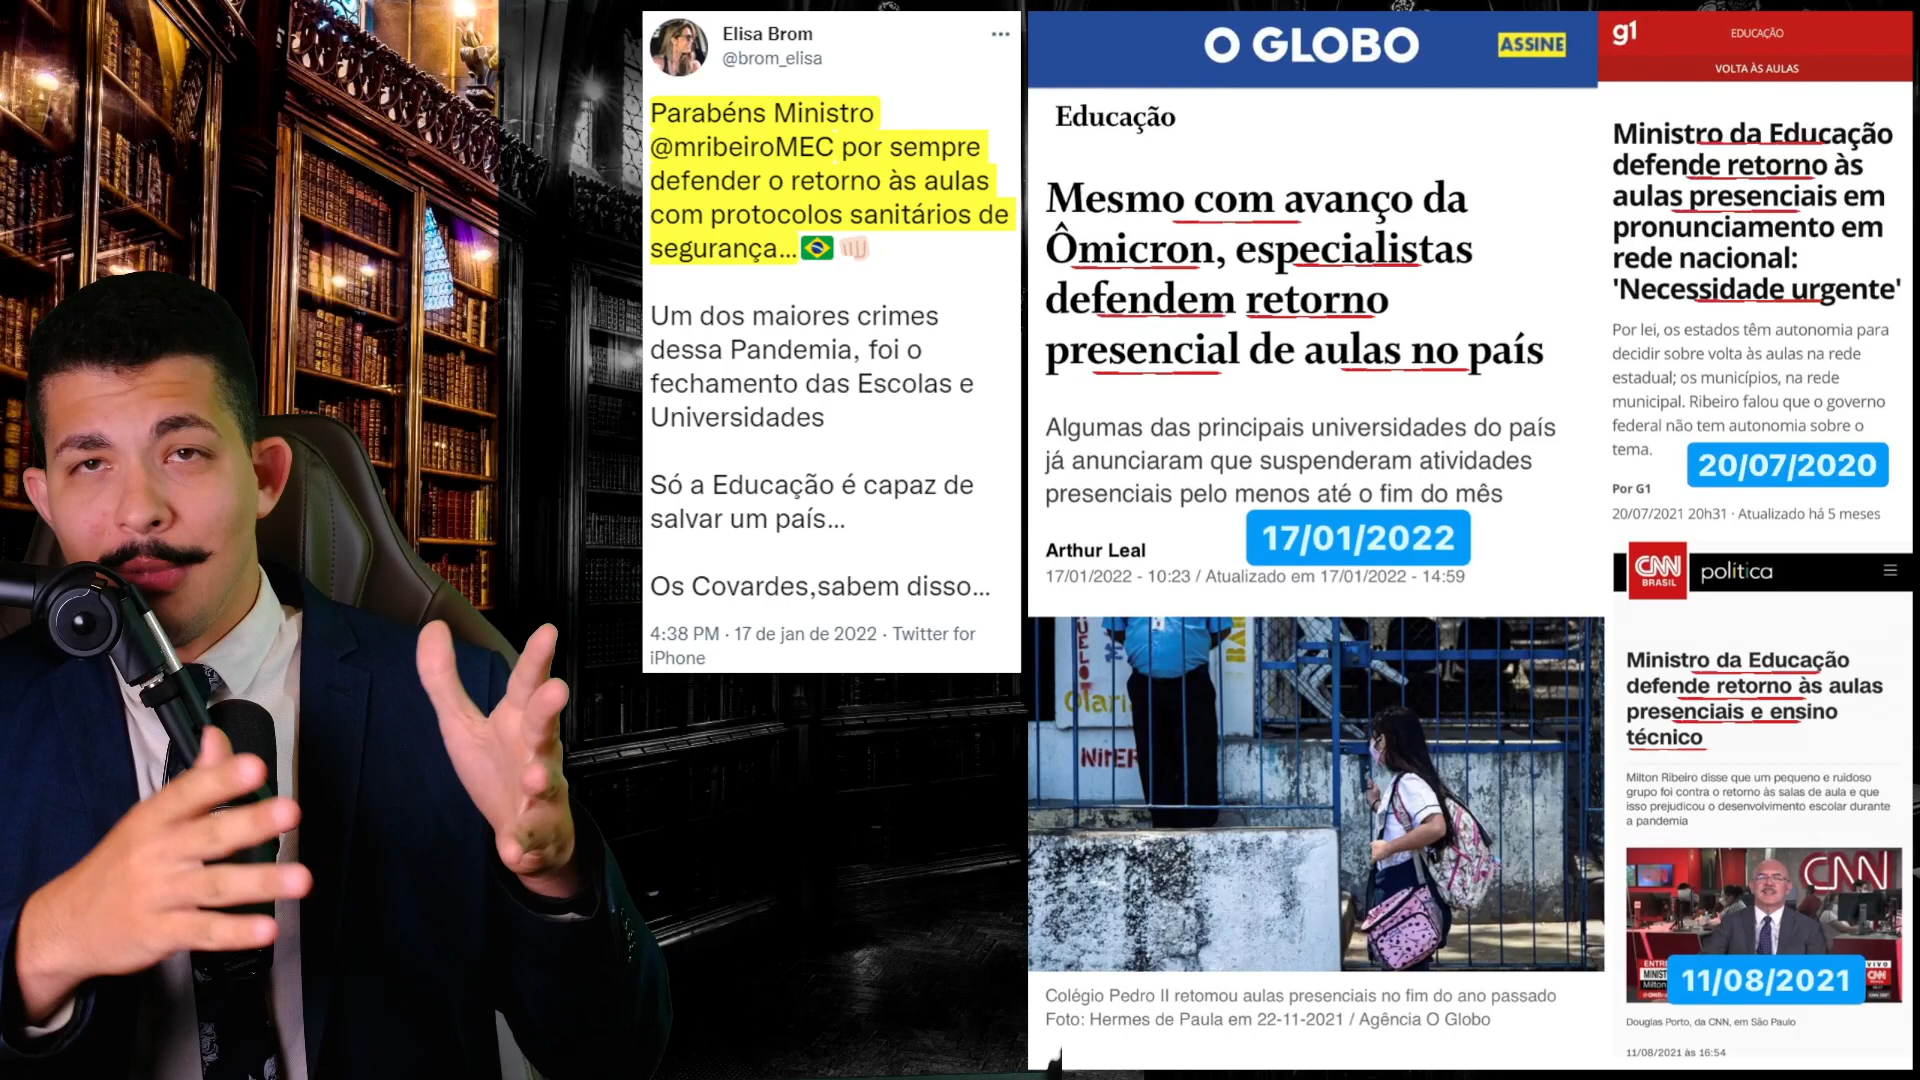 Elisa Brom
@brom_elisa
Parabéns Ministro
@mribeiroMEC por sempre
defender o retorno às aulas
com protocolos sanitários de
segurança...🇧🇷👊🏻
Um dos maiores crimes
dessa Pandemia, foi o
fechamento das Escolas e
Universidades
Só a Educação é capaz de
salvar um país...
Os Covardes,sabem disso...
4:38 PM · 17 de jan de 2022 · Twitter for
iPhone
O GLOBO
ASSINE
Educação
Mesmo com avanço da
Ômicron, especialistas
defendem retorno
presencial de aulas no país
Algumas das principais universidades do país
já anunciaram que suspenderam atividades
presenciais pelo menos até o fim do mês
17/01/2022
Arthur Leal
17/01/2022 - 10:23 / Atualizado em 17/01/2022 - 14:59
Colégio Pedro II retomou aulas presenciais no fim do ano passado
Foto: Hermes de Paula em 22-11-2021 / Agência O Globo
g1
EDUCAÇÃO
VOLTA ÀS AULAS
Ministro da Educação
defende retorno às
aulas presenciais em
pronunciamento em
rede nacional:
'Necessidade urgente'
Por lei, os estados têm autonomia para
decidir sobre volta às aulas na rede
estadual; os municípios, na rede
municipal. Ribeiro falou que o governo
federal não tem autonomia sobre o
tema.
20/07/2020
Por G1
20/07/2021 20h31 · Atualizado há 5 meses
CNN
BRASIL
política
Ministro da Educação
defende retorno às aulas
presenciais e ensino
técnico
Milton Ribeiro disse que um pequeno e ruidoso
grupo foi contra o retorno às salas de aula e que
isso prejudicou o desenvolvimento escolar durante
a pandemia
CNN
11/08/2021
Douglas Porto, da CNN, em São Paulo
11/08/2021 às 16:54